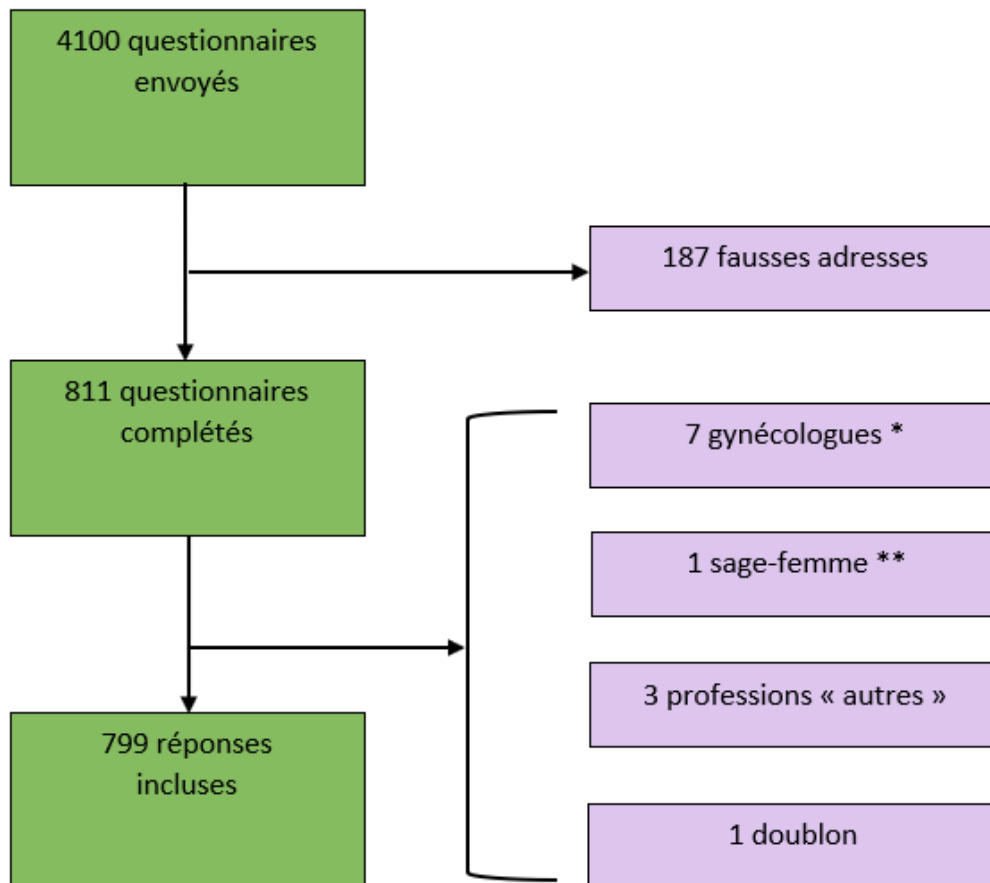 4100 questionnaires
envoyés
187 fausses adresses
811 questionnaires
complétés
7 gynécologues *
1 sage-femme **
3 professions « autres »
799 réponses
incluses
1 doublon